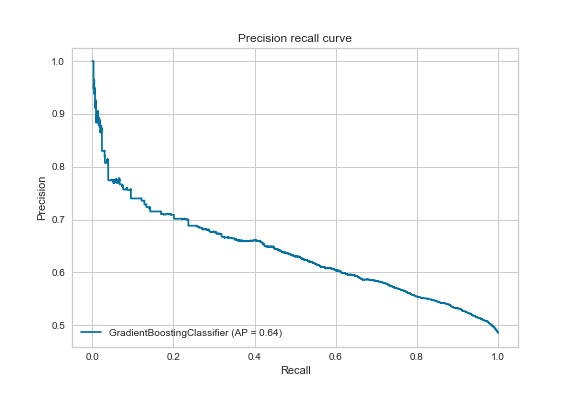 Precision recall curve
1.0
0.9
0.8
0.7
0.6
0.5
Precision
GradientBoostingClassifier (AP = 0.64)
0.0 0.2 0.4 0.6 0.8 1.0
Recall